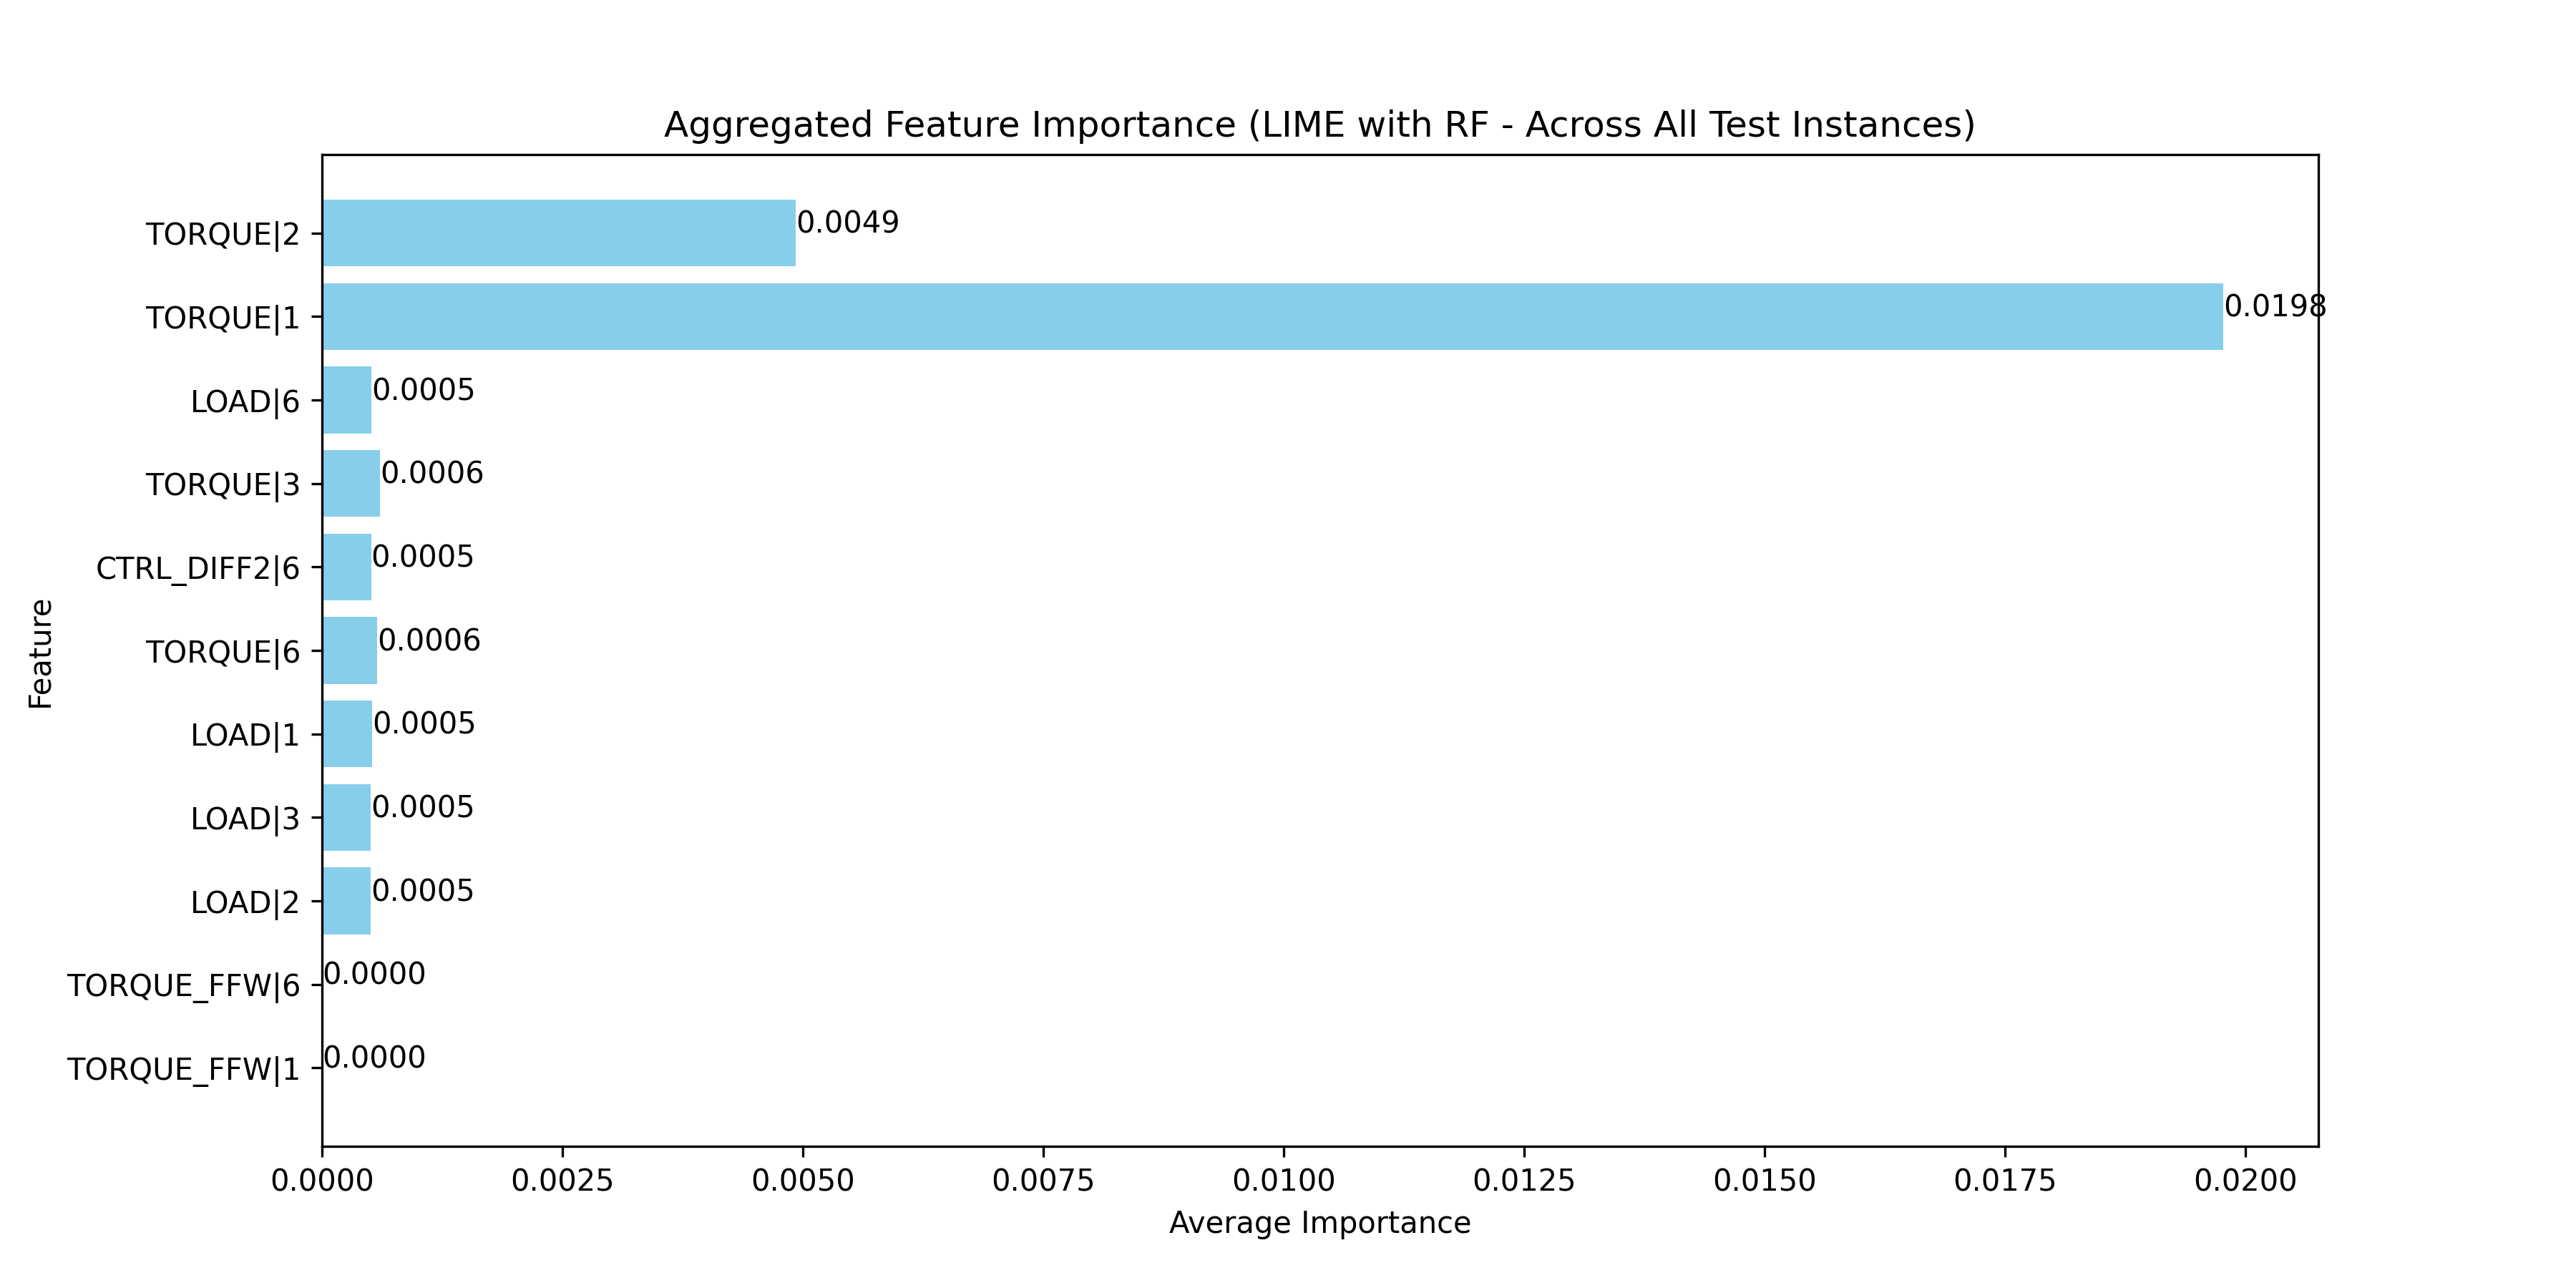 Aggregated Feature Importance (LIME with RF - Across All Test Instances)
TORQUE|2 0.0049
TORQUE|1 0.0198
LOAD|6 0.0005
TORQUE|3 0.0006
CTRL_DIFF2|6 0.0005
TORQUE|6 0.0006
LOAD|1 0.0005
LOAD|3 0.0005
LOAD|2 0.0005
TORQUE_FFW|6 0.0000
TORQUE_FFW|1 0.0000
Feature
0.0000 0.0025 0.0050 0.0075 0.0100 0.0125 0.0150 0.0175 0.0200
Average Importance